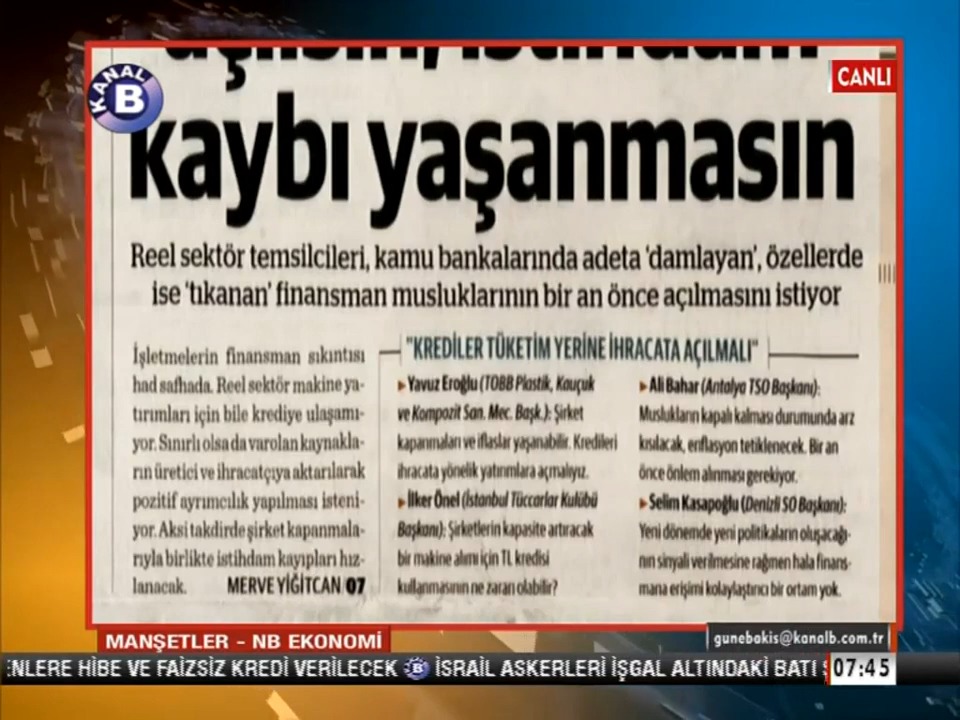 açılsın, istihdam
kaybı yaşanmasın
KANAL B
CANLI
Reel sektör temsilcileri, kamu bankalarında adeta 'damlayan', özellerde
ise 'tıkanan' finansman musluklarının bir an önce açılmasını istiyor
İşletmelerin finansman sıkıntısı
had safhada. Reel sektör makine ya-
tırımları için bile krediye ulaşamı-
yor. Sınırlı olsa da varolan kaynakla-
rın üretici ve ihracatçıya aktarılarak
pozitif ayrımcılık yapılması isteni-
yor. Aksi takdirde şirket kapanmala-
rıyla birlikte istihdam kayıpları hız-
lanacak. MERVE YİĞİTCAN 07
"KREDİLER TÜKETİM YERİNE İHRACATA AÇILMALI"
▸Yavuz Eroğlu (TOBB Plastik, Kauçuk
ve Kompozit San. Mec. Başk.): Şirket
kapanmaları ve iflaslar yaşanabilir. Kredileri
ihracata yönelik yatırımlara açmalıyız.
▸İlker Önel (İstanbul Tüccarlar Kulübü
Başkanı): Şirketlerin kapasite artıracak
bir makine alımı için TL kredisi
kullanmasının ne zararı olabilir?
▸Ali Bahar (Antalya TSO Başkanı):
Muslukların kapalı kalması durumunda arz
kısılacak, enflasyon tetiklenecek. Bir an
önce önlem alınması gerekiyor.
▸Selim Kasapoğlu (Denizli SO Başkanı):
Yeni dönemde yeni politikaların oluşacağı-
nın sinyali verilmesine rağmen hala finans-
mana erişimi kolaylaştırıcı bir ortam yok.
MANŞETLER - NB EKONOMİ
gunebakis@kanalb.com.tr
ENLERE HİBE VE FAİZSİZ KREDİ VERİLECEK B İSRAİL ASKERLERİ İŞGAL ALTINDAKİ BATI Ş
07:45